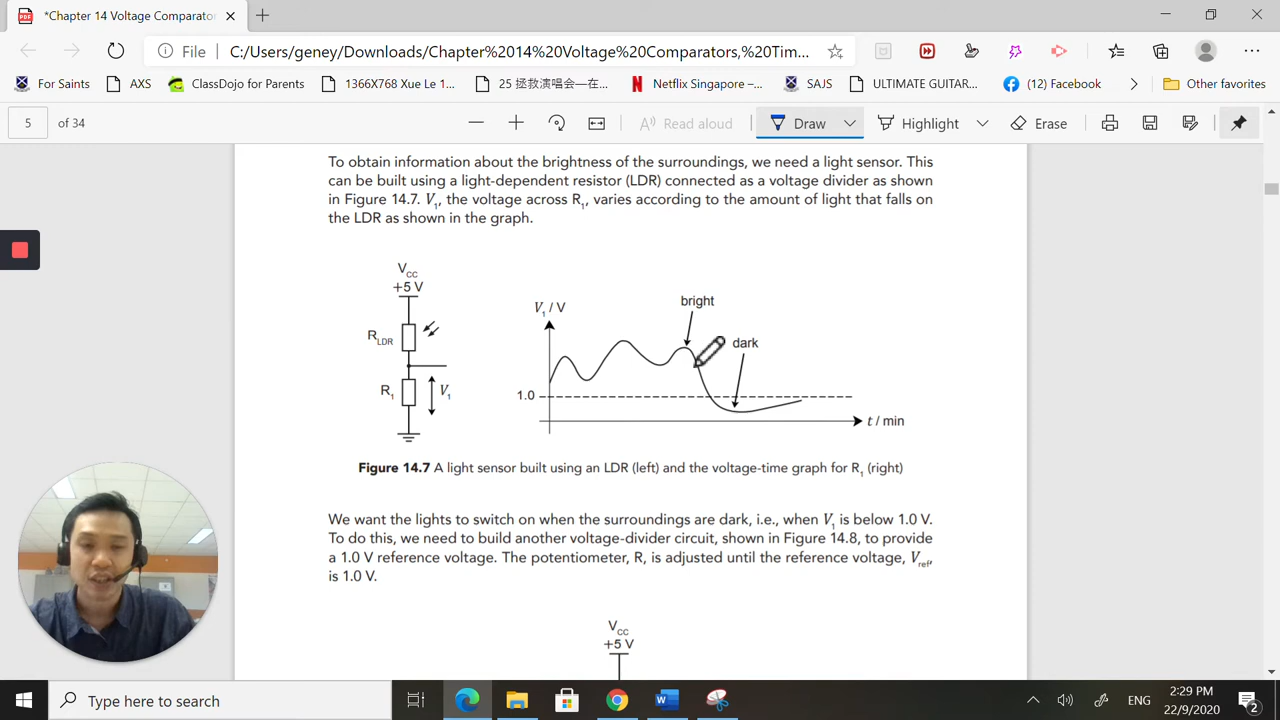 *Chapter 14 Voltage Comparator
File
C:/Users/geney/Downloads/Chapter%2014%20Voltage%20Comparators,%20Tim...
For Saints
AXS
ClassDojo for Parents
1366X768 Xue Le 1...
25 拯救演唱会—在...
Netflix Singapore –...
SAJS
ULTIMATE GUITAR...
(12) Facebook
Other favorites
5 of 34
Read aloud
Draw
Highlight
Erase
To obtain information about the brightness of the surroundings, we need a light sensor. This
can be built using a light-dependent resistor (LDR) connected as a voltage divider as shown
in Figure 14.7. V1, the voltage across R1, varies according to the amount of light that falls on
the LDR as shown in the graph.
VCC
+5 V
RLDR
R1
V1
V1 / V
bright
dark
1.0
t / min
Figure 14.7 A light sensor built using an LDR (left) and the voltage-time graph for R1 (right)
We want the lights to switch on when the surroundings are dark, i.e., when V1 is below 1.0 V.
To do this, we need to build another voltage-divider circuit, shown in Figure 14.8, to provide
a 1.0 V reference voltage. The potentiometer, R, is adjusted until the reference voltage, Vref,
is 1.0 V.
VCC
+5 V
Type here to search
ENG
2:29 PM
22/9/2020
2